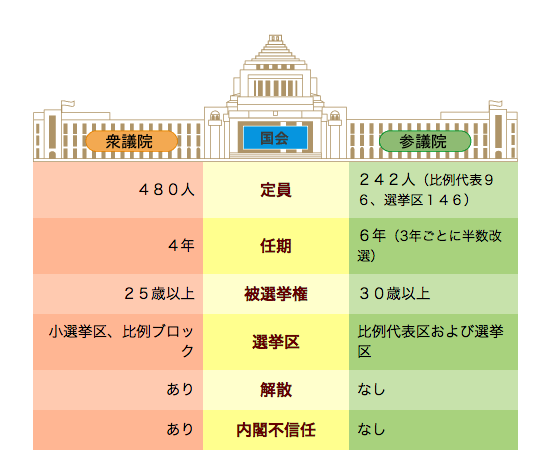 衆議院
国会
参議院
４８０人
定員
２４２人（比例代表９
６、選挙区１４６）
４年
任期
６年（3年ごとに半数改
選）
２５歳以上
被選挙権
３０歳以上
小選挙区、比例ブロッ
ク
選挙区
比例代表区および選挙
区
あり
解散
なし
あり
内閣不信任
なし